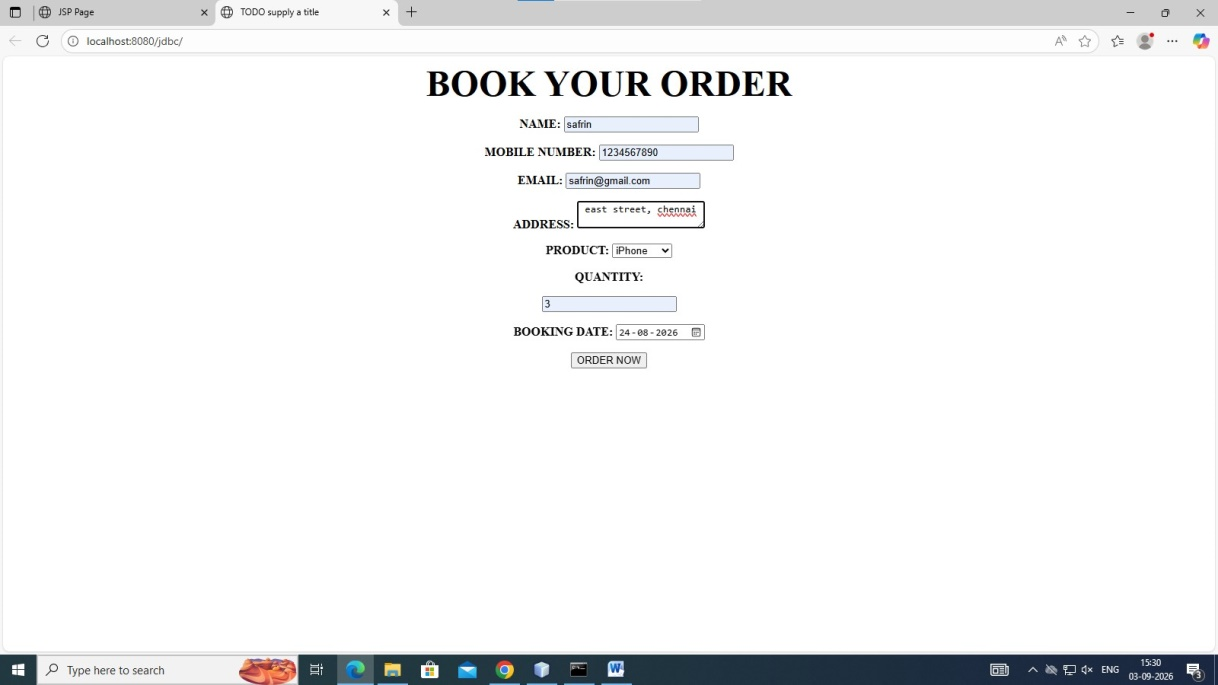 JSP Page
TODO supply a title
localhost:8080/jdbc/
BOOK YOUR ORDER
NAME: safrin
MOBILE NUMBER: 1234567890
EMAIL: safrin@gmail.com
ADDRESS: east street, chennai
PRODUCT: iPhone
QUANTITY:
3
BOOKING DATE: 24-08-2026
ORDER NOW
Type here to search
ENG
15:30
03-09-2026
3